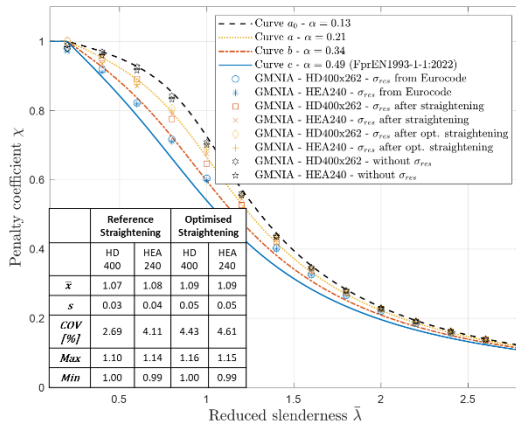 Curve a₀ - α = 0.13
Curve a - α = 0.21
Curve b - α = 0.34
Curve c - α = 0.49 (FprEN1993-1-1:2022)
GMNIA - HD400x262 - σres from Eurocode
GMNIA - HEA240 - σres from Eurocode
GMNIA - HD400x262 - σres after straightening
GMNIA - HEA240 - σres after straightening
GMNIA - HD400x262 - σres after opt. straightening
GMNIA - HEA240 - σres after opt. straightening
GMNIA - HD400x262 - without σres
GMNIA - HEA240 - without σres
Penalty coefficient χ
1
0.8
0.6
0.4
0.2
0
Reference Optimised
Straightening Straightening
HD HEA HD HEA
400 240 400 240
x̄ 1.07 1.08 1.09 1.09
s 0.03 0.04 0.05 0.05
COV
[%] 2.69 4.11 4.43 4.61
Max 1.10 1.14 1.16 1.15
Min 1.00 0.99 1.00 0.99
0.5 1 1.5 2 2.5
Reduced slenderness λ̄